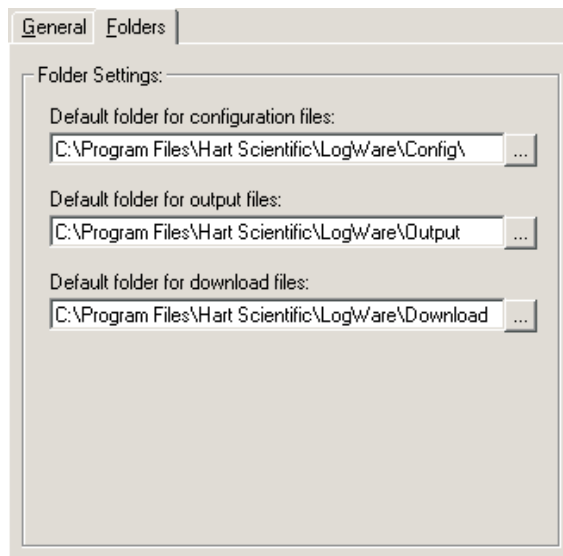 General Folders
Folder Settings:
Default folder for configuration files:
C:\Program Files\Hart Scientific\LogWare\Config\ ...
Default folder for output files:
C:\Program Files\Hart Scientific\LogWare\Output ...
Default folder for download files:
C:\Program Files\Hart Scientific\LogWare\Download ...